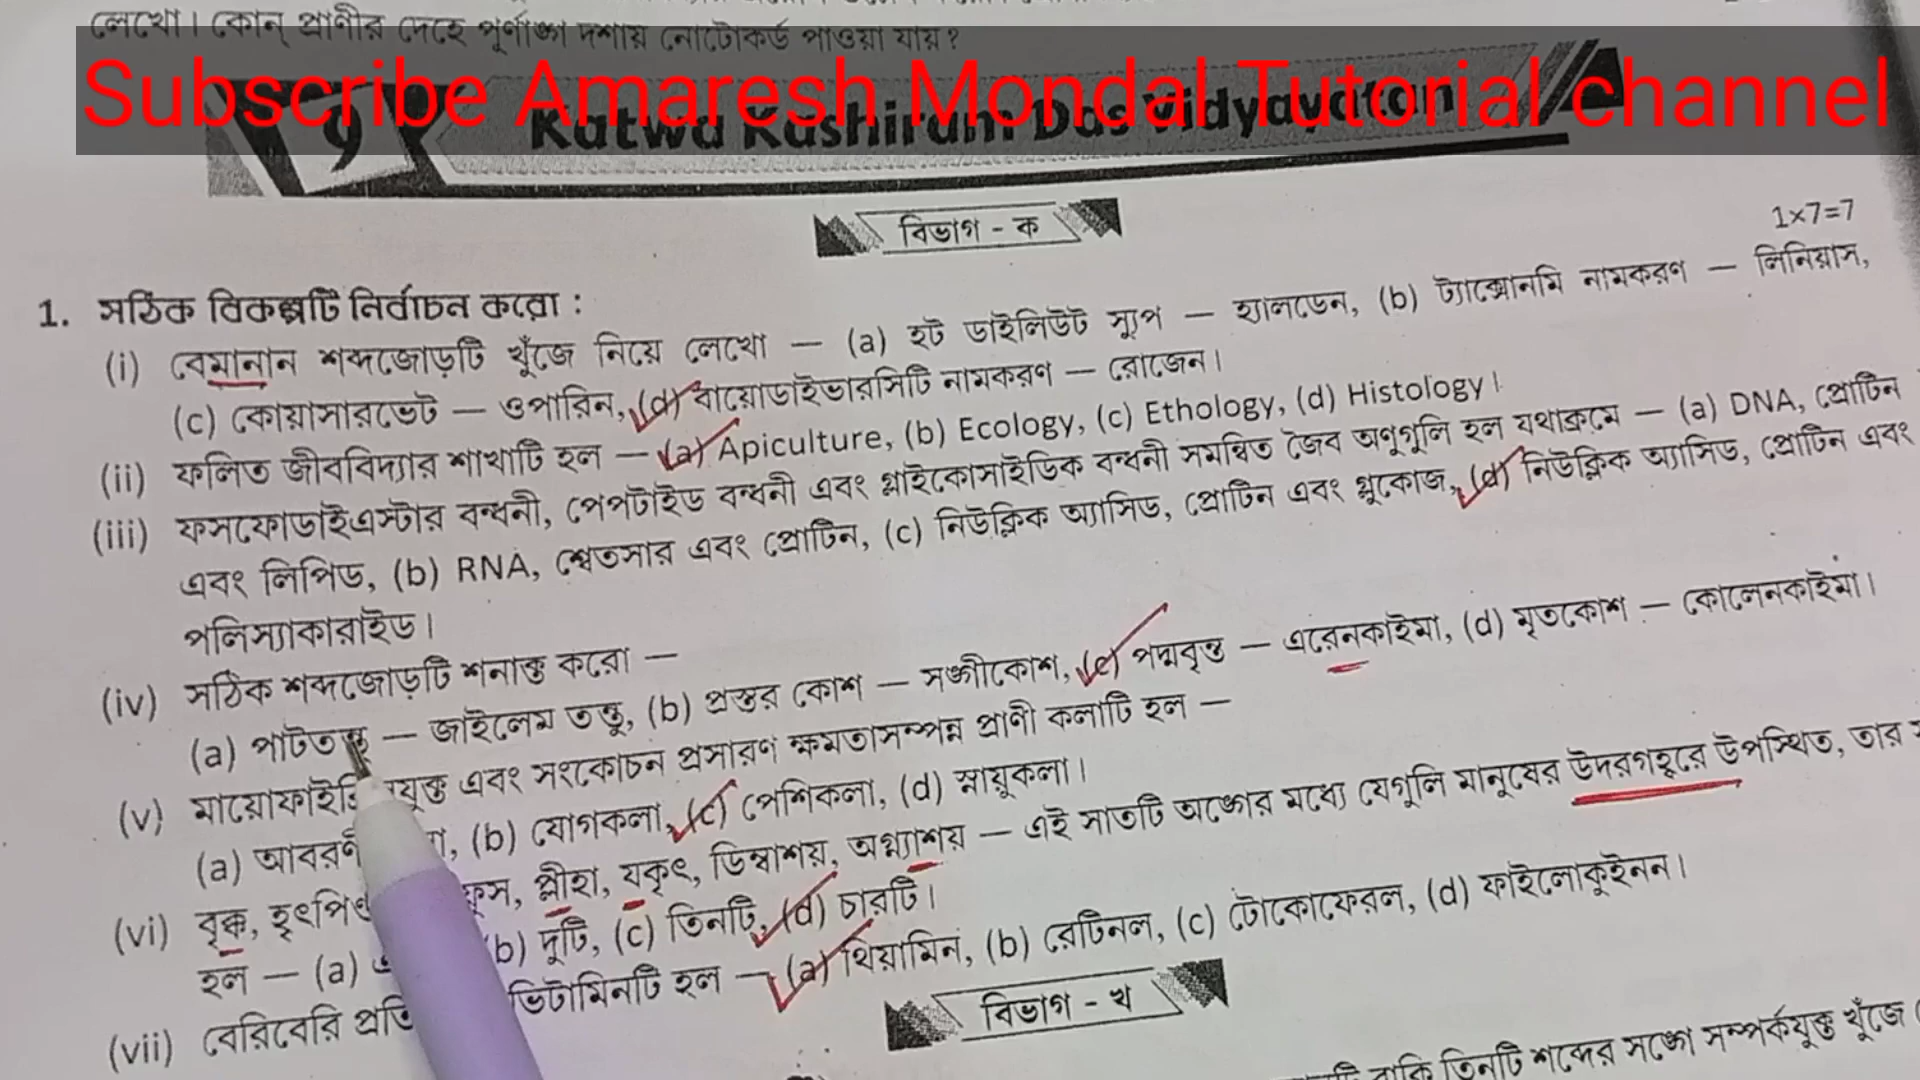 লেখো। কোন্ প্রাণীর দেহে পূর্ণাঙ্গ দশায় নোটোকর্ড পাওয়া যায়?
Subscribe Amaresh Mondal Tutorial channel
9 Katwa Kashiram Das Vidyayatan
বিভাগ - ক
1×7=7
1. সঠিক বিকল্পটি নির্বাচন করো :
(i) বেমানান শব্দজোড়টি খুঁজে নিয়ে লেখো — (a) হট ডাইলিউট স্যুপ — হ্যালডেন, (b) ট্যাক্সোনমি নামকরণ — লিনিয়াস,
(c) কোয়াসারভেট — ওপারিন, (d) বায়োডাইভারসিটি নামকরণ — রোজেন।
(ii) ফলিত জীববিদ্যার শাখাটি হল — (a) Apiculture, (b) Ecology, (c) Ethology, (d) Histology।
(iii) ফসফোডাইএস্টার বন্ধনী, পেপটাইড বন্ধনী এবং গ্লাইকোসাইডিক বন্ধনী সমন্বিত জৈব অণুগুলি হল যথাক্রমে — (a) DNA, প্রোটিন
এবং লিপিড, (b) RNA, শ্বেতসার এবং প্রোটিন, (c) নিউক্লিক অ্যাসিড, প্রোটিন এবং গ্লুকোজ, (d) নিউক্লিক অ্যাসিড, প্রোটিন এবং
পলিস্যাকারাইড।
(iv) সঠিক শব্দজোড়টি শনাক্ত করো —
(a) পাটতন্তু — জাইলেম তন্তু, (b) প্রস্তর কোশ — সঙ্গীকোশ, (c) পদ্মবৃন্ত — এরেনকাইমা, (d) মৃতকোশ — কোলেনকাইমা।
(v) এবং সংকোচন প্রসারণ ক্ষমতাসম্পন্ন প্রাণী কলাটি হল —
(a) (b) যোগকলা, (c) পেশিকলা, (d) স্নায়ুকলা।
(vi) বৃক্ক, প্লীহা, যকৃৎ, ডিম্বাশয়, অগ্ন্যাশয় — এই সাতটি অঙ্গের মধ্যে যেগুলি মানুষের উদরগহ্বরে উপস্থিত, তার
হল — (a) (b) দুটি, (c) তিনটি, (d) চারটি।
(vii) বেরিবেরি ভিটামিনটি হল — (a) থিয়ামিন, (b) রেটিনল, (c) টোকোফেরল, (d) ফাইলোকুইনন।
বিভাগ - খ
বাকি তিনটি শব্দের সঙ্গে সম্পর্কযুক্ত খুঁজে